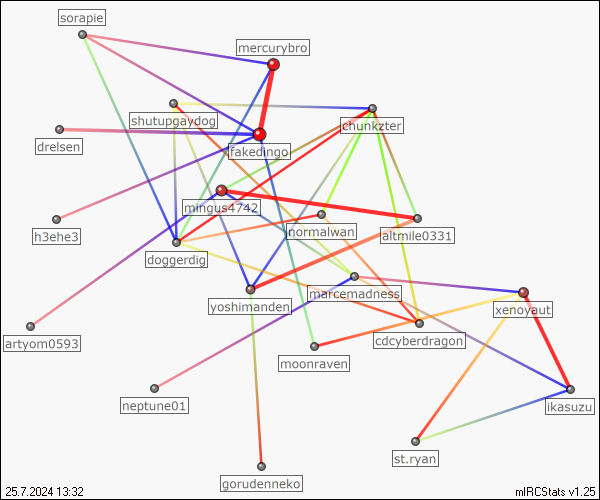 sorapie
mercurybro
shutupgaydog
chunkzter
drelsen
fakedingo
mingus4742
h3ehe3
normalwan
altmile0331
doggerdig
marcemadness
yoshimanden
xenoyaut
artyom0593
cdcyberdragon
moonraven
neptune01
ikasuzu
st.ryan
gorudenneko
25.7.2024 13:32
mIRCStats v1.25